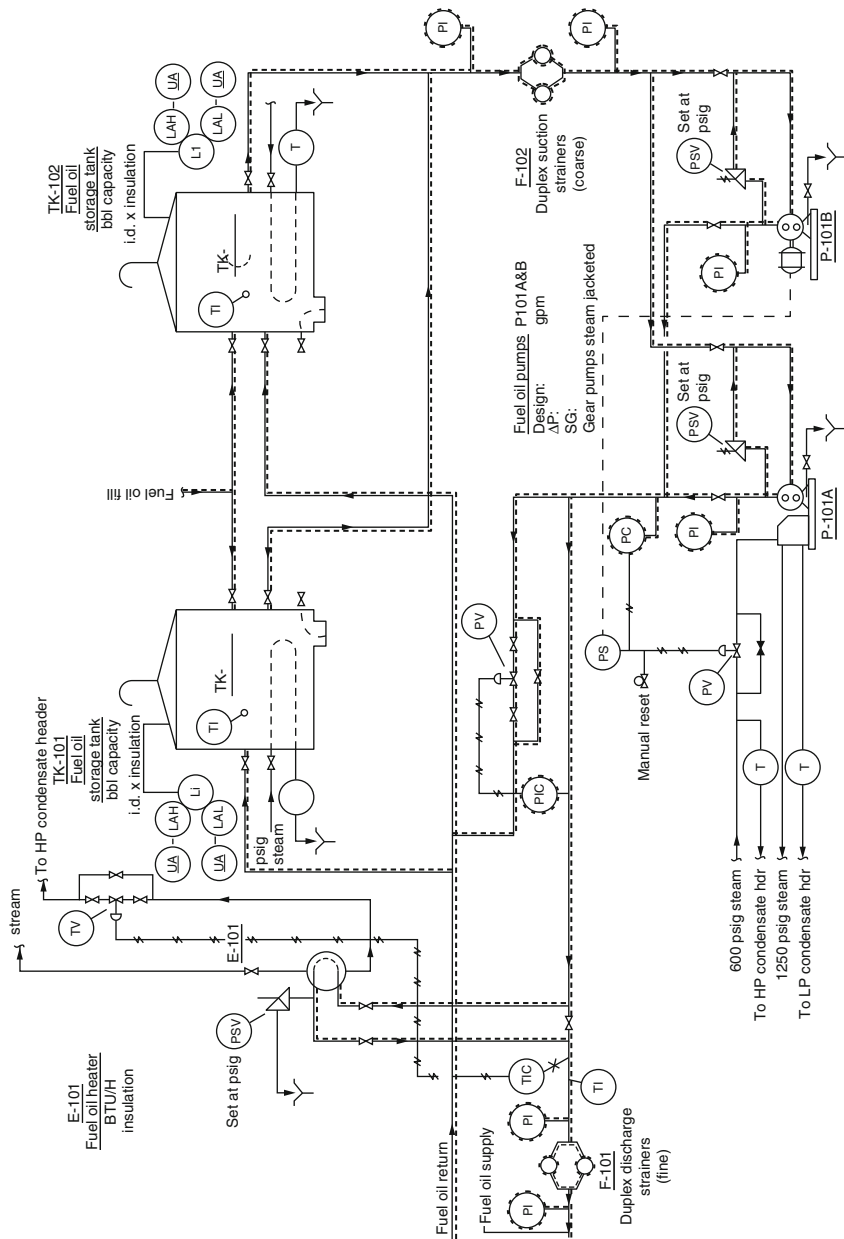 E-101
Fuel oil heater
BTU/H
insulation
Set at psig
PSV
stream
To HP condensate header
TV
E-101
TK-101
Fuel oil
storage tank
bbl capacity
i.d. x insulation
UA
LAH
Li
UA
LAL
psig
steam
TI
TK-
Fuel oil fill
TK-102
Fuel oil
storage tank
bbl capacity
i.d. x insulation
LAH
UA
L1
LAL
UA
T
TI
TK-
PI
F-102
Duplex suction
strainers
(coarse)
PI
Fuel oil return
Fuel oil supply
PI
F-101
Duplex discharge
strainers
(fine)
PI
TIC
TI
PIC
PV
Fuel oil pumps P101A&B
Design: gpm
ΔP:
SG:
Gear pumps steam jacketed
PC
PI
PS
Manual reset
PV
PSV
Set at
psig
PI
PSV
Set at
psig
P-101A
P-101B
600 psig steam
To HP condensate hdr
T
1250 psig steam
To LP condensate hdr
T